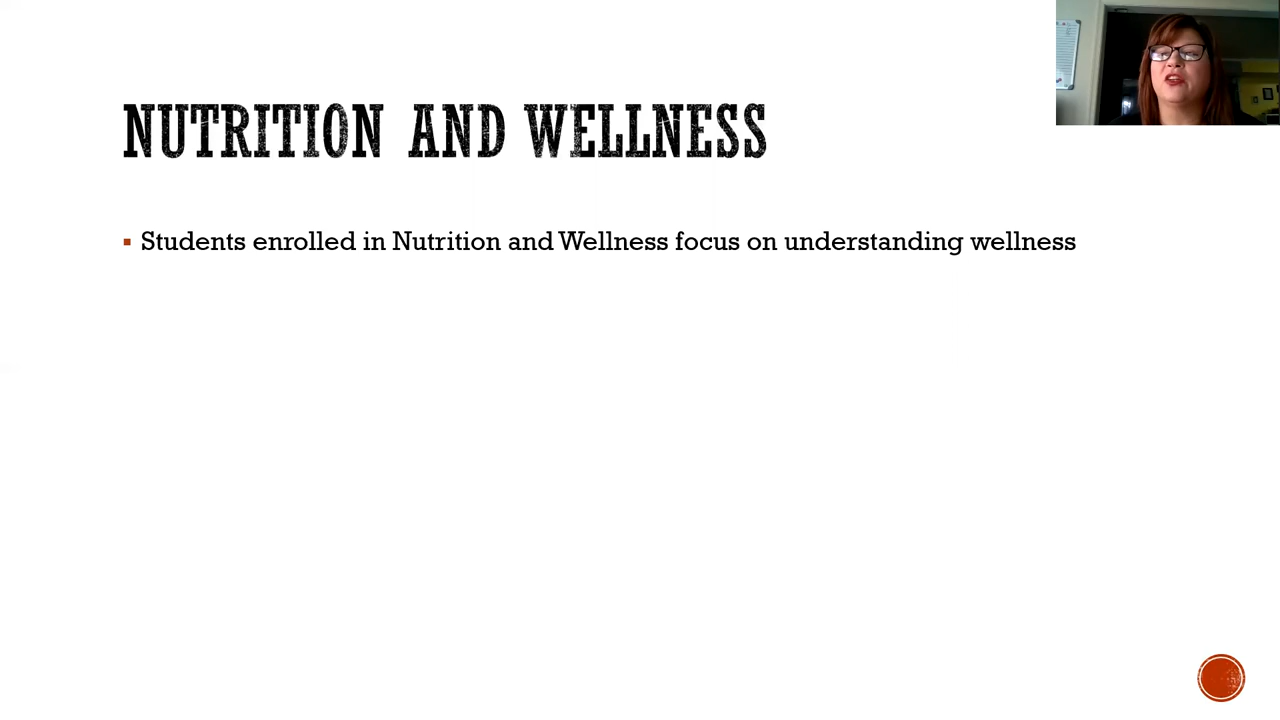 NUTRITION AND WELLNESS
Students enrolled in Nutrition and Wellness focus on understanding wellness